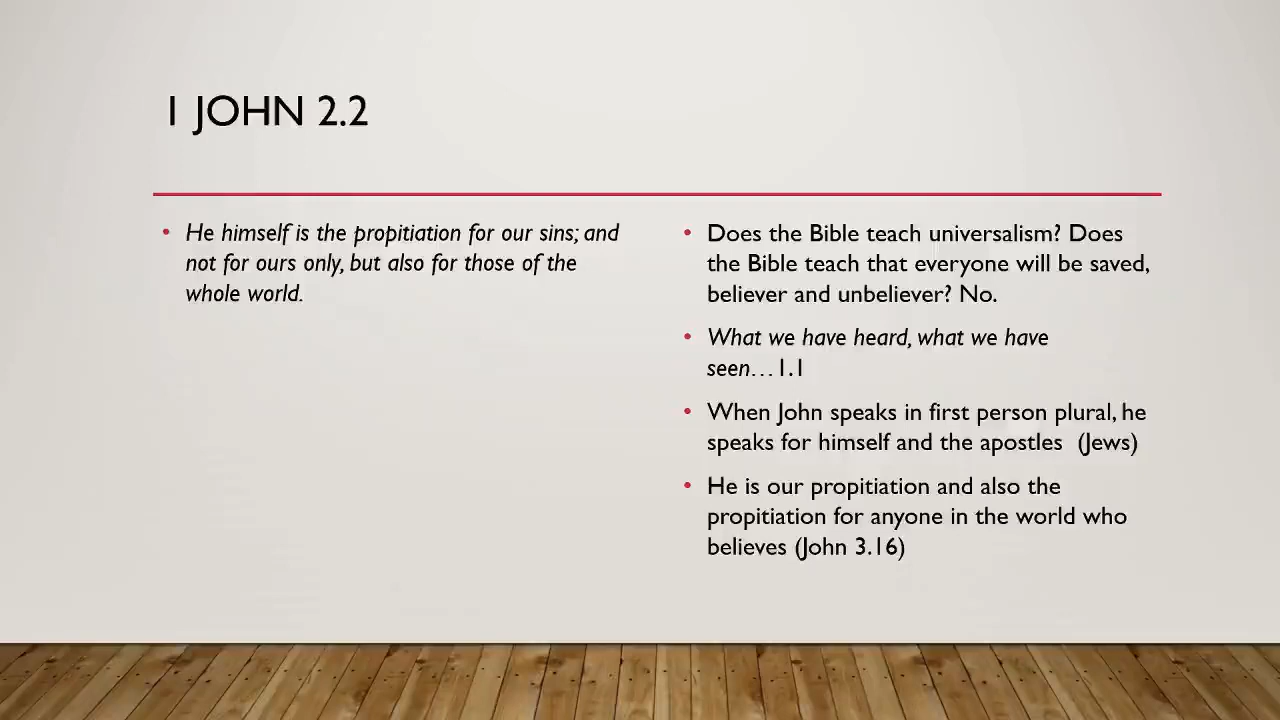 1 JOHN 2.2
• He himself is the propitiation for our sins; and
not for ours only, but also for those of the
whole world.
• Does the Bible teach universalism? Does
the Bible teach that everyone will be saved,
believer and unbeliever? No.
• What we have heard, what we have
seen…1.1
• When John speaks in first person plural, he
speaks for himself and the apostles  (Jews)
• He is our propitiation and also the
propitiation for anyone in the world who
believes (John 3.16)